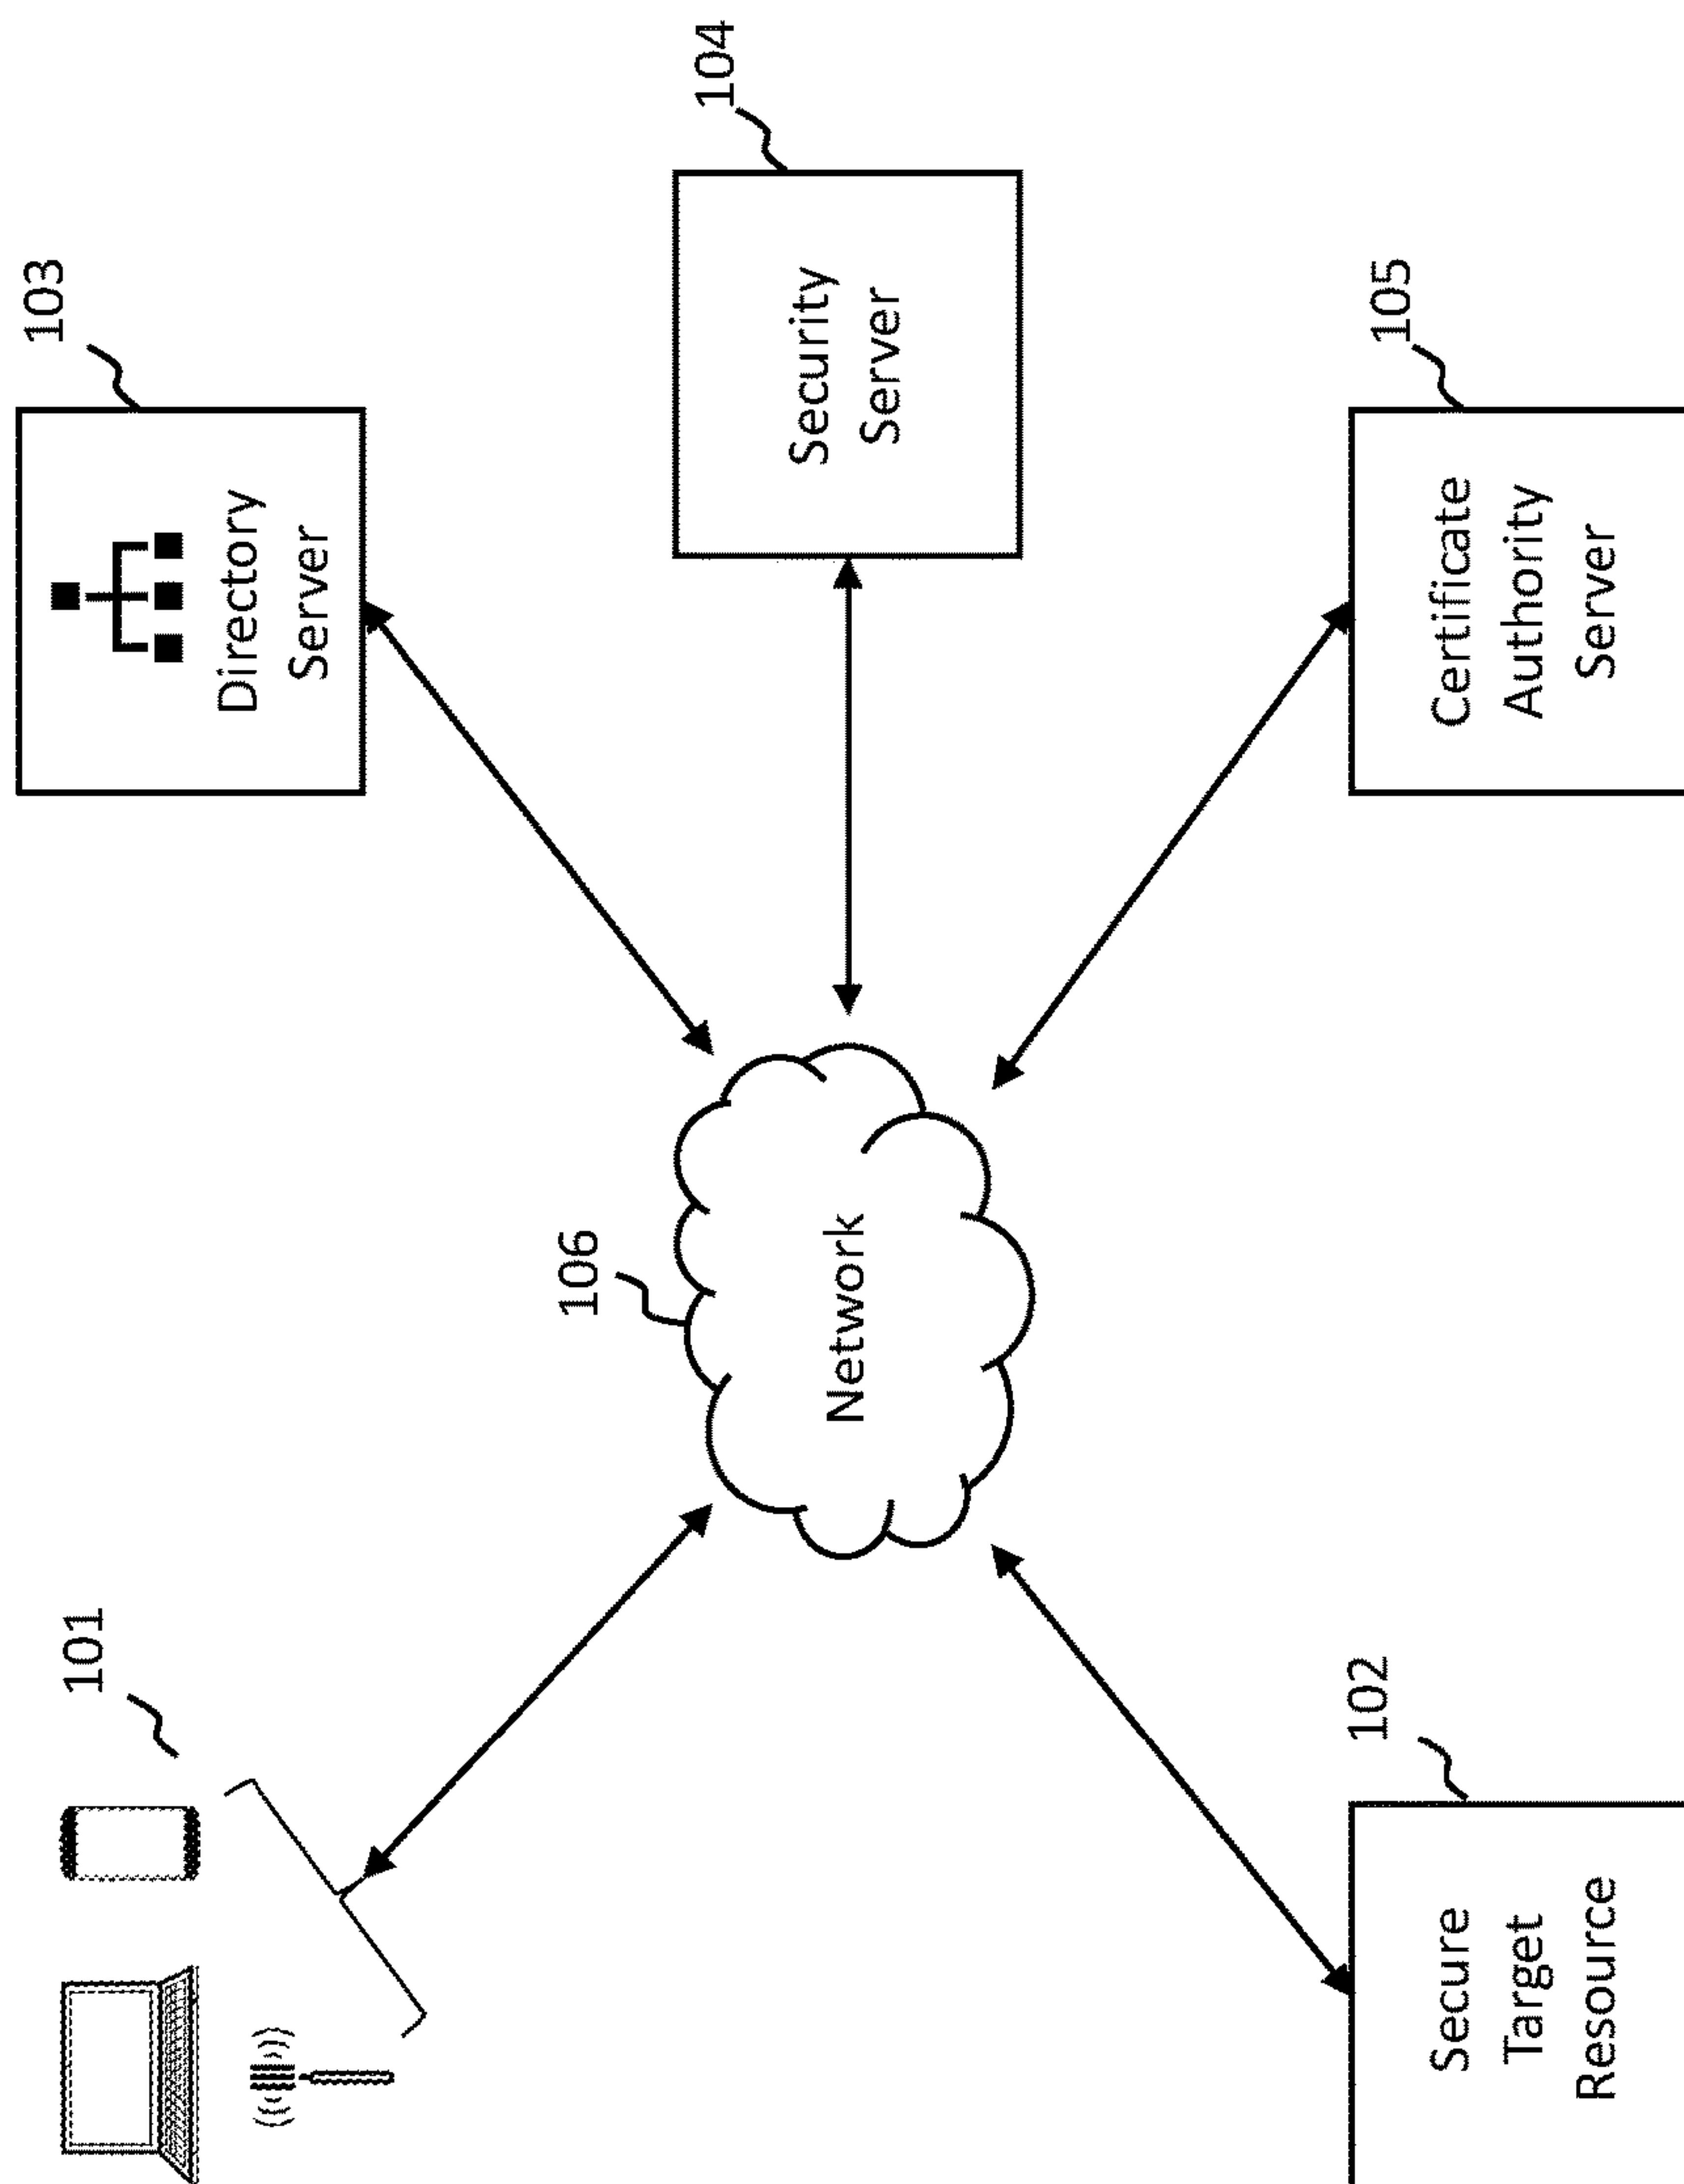 101
103
Directory
Server
106
Network
104
Security
Server
102
Secure
Target
Resource
105
Certificate
Authority
Server